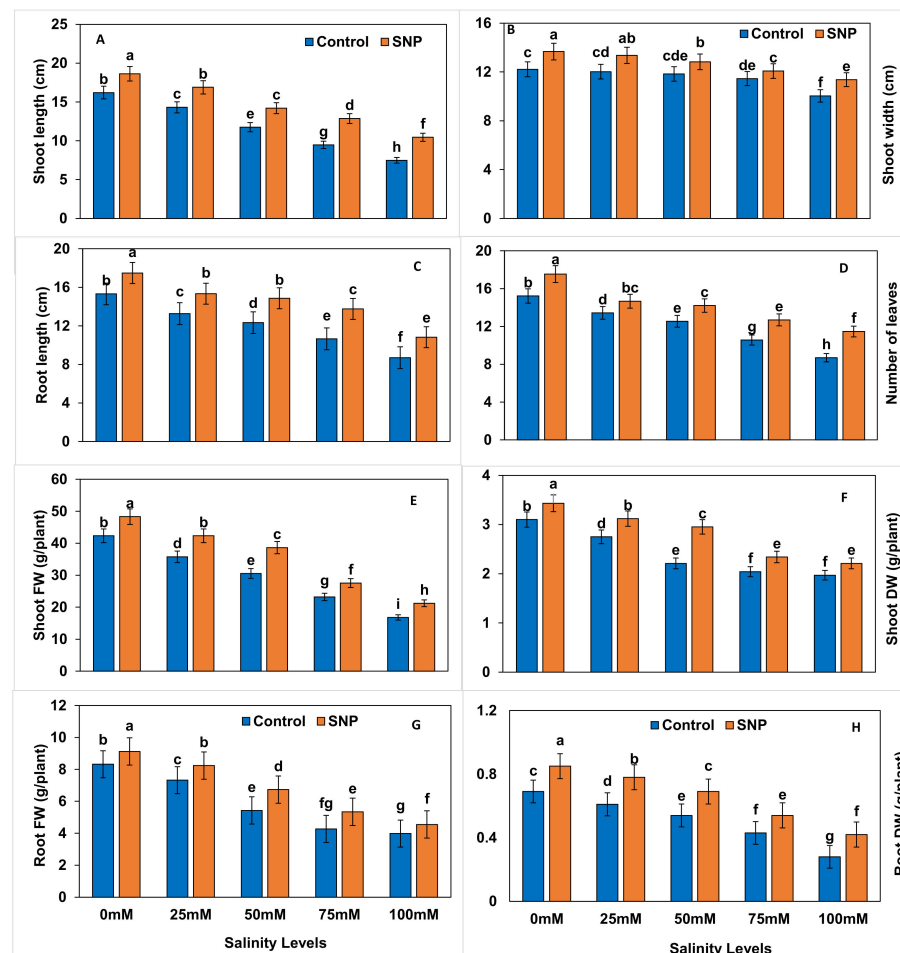 A
Control SNP
Shoot length (cm)
25
20
15
10
5
0
b a c c e c g d h f
B
Control SNP
Shoot width (cm)
16
12
8
4
0
c a cd ab cde b de c f e
C
Root length (cm)
20
16
12
8
4
0
b a c b d b e c f e
D
Number of leaves
20
16
12
8
4
0
b a d bc e c g e h f
E
Shoot FW (g/plant)
60
50
40
30
20
10
0
b a d b e c g f i h
F
Shoot DW (g/plant)
4
3
2
1
0
b a d b e c f e f e
G
Control SNP
Root FW (g/plant)
12
10
8
6
4
2
0
b a c b e d fg e g f
0mM 25mM 50mM 75mM 100mM
Salinity Levels
H
Control SNP
Root DW (g/plant)
1.2
0.8
0.4
0
c a d b e c f e g f
0mM 25mM 50mM 75mM 100mM
Salinity Levels